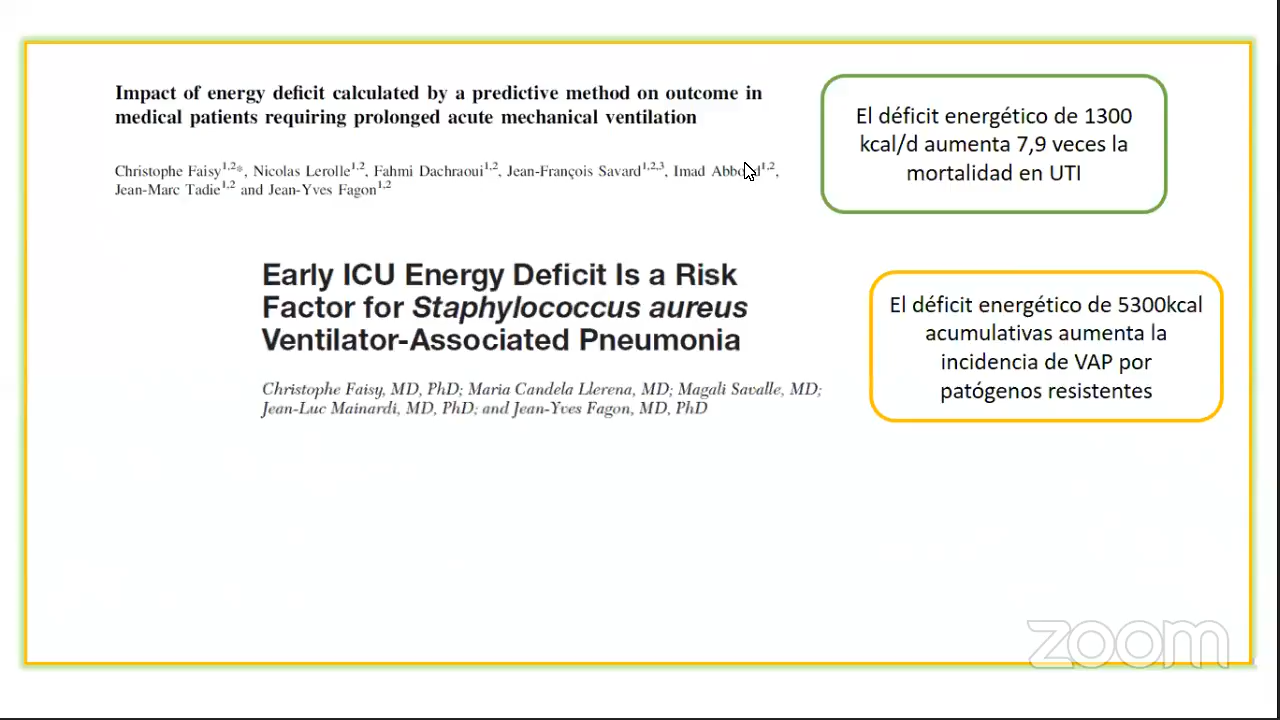 Impact of energy deficit calculated by a predictive method on outcome in
medical patients requiring prolonged acute mechanical ventilation
Christophe Faisy1,2*, Nicolas Lerolle1,2, Fahmi Dachraoui1,2, Jean-François Savard1,2,3, Imad 1,2,
Jean-Marc Tadie1,2 and Jean-Yves Fagon1,2
El déficit energético de 1300
kcal/d aumenta 7,9 veces la
mortalidad en UTI
Early ICU Energy Deficit Is a Risk
Factor for Staphylococcus aureus
Ventilator-Associated Pneumonia
Christophe Faisy, MD, PhD; Maria Candela Llerena, MD; Magali Savalle, MD;
Jean-Luc Mainardi, MD, PhD; and Jean-Yves Fagon, MD, PhD
El déficit energético de 5300kcal
acumulativas aumenta la
incidencia de VAP por
patógenos resistentes
zoom